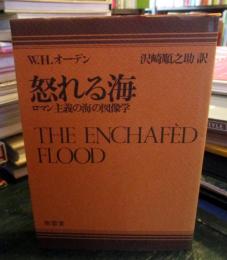 W.H.オーデン 沢崎順之助 訳
怒れる海
ロマン主義の海の図像学
THE ENCHAFÈD
FLOOD